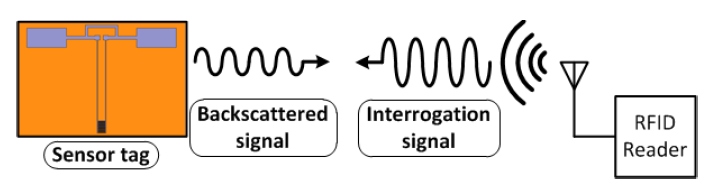 Backscattered
signal
Interrogation
signal
Sensor tag
RFID
Reader